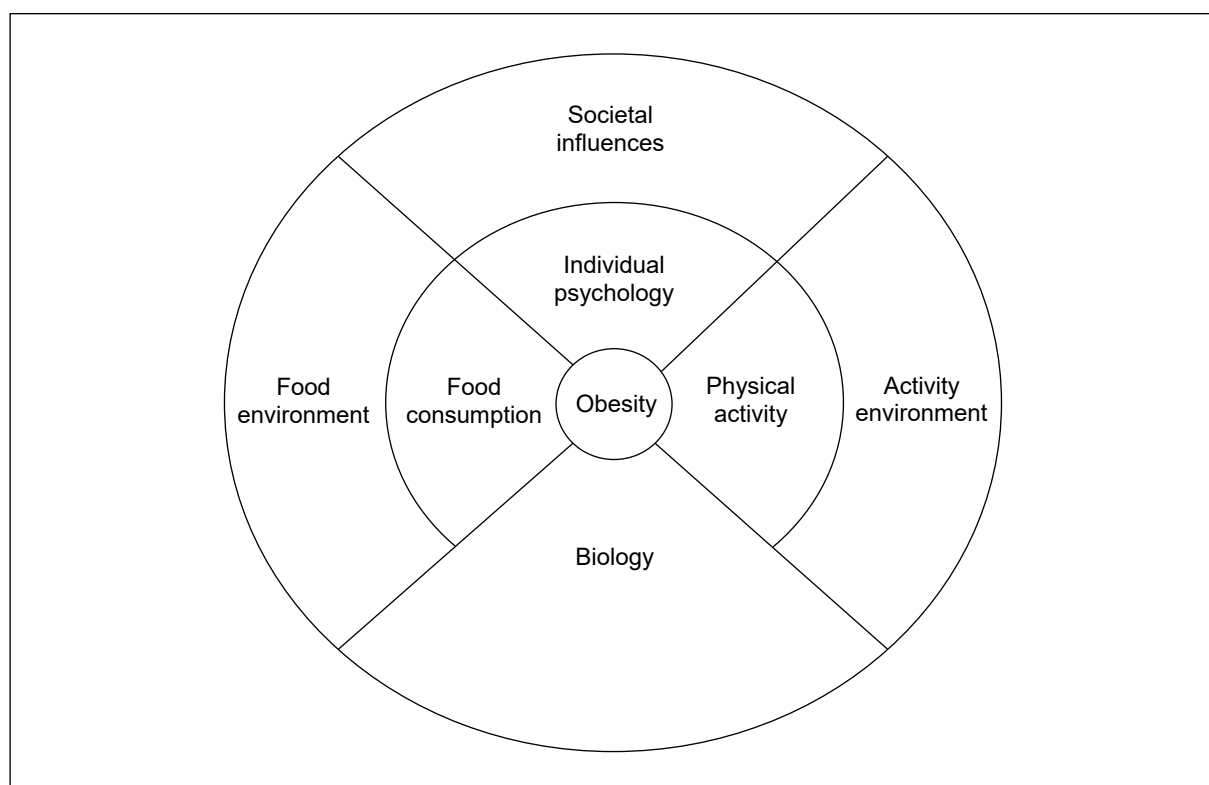 Societal
influences
Individual
psychology
Food
environment
Food
consumption
Obesity
Physical
activity
Activity
environment
Biology